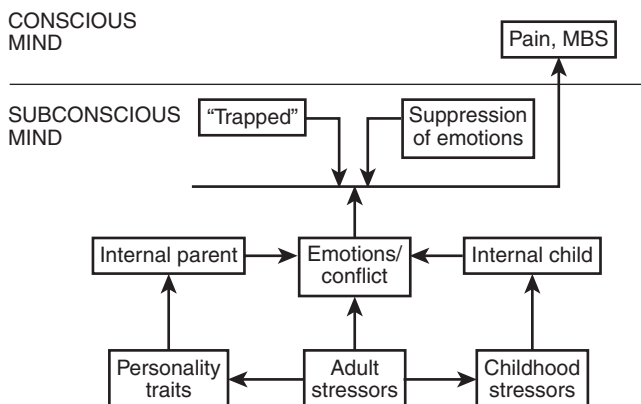 CONSCIOUS
MIND
Pain, MBS
SUBCONSCIOUS
MIND
“Trapped”
Suppression
of emotions
Internal parent
Emotions/
conflict
Internal child
Personality
traits
Adult
stressors
Childhood
stressors